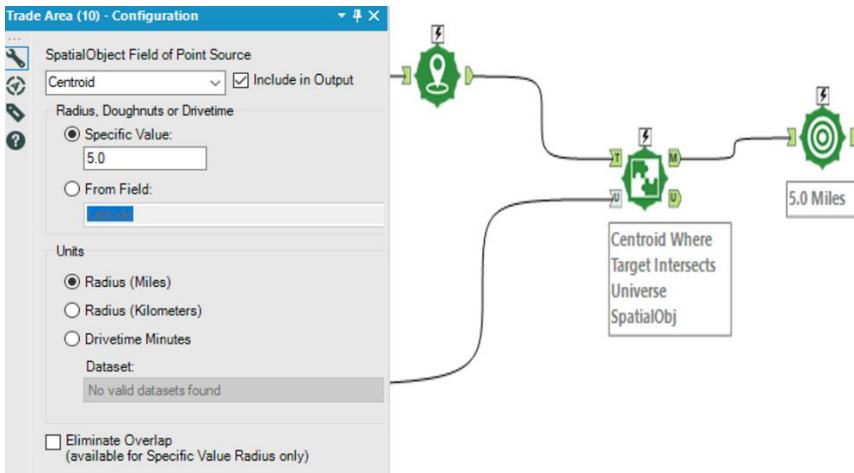 Trade Area (10) - Configuration
SpatialObject Field of Point Source
Centroid
Include in Output
Radius, Doughnuts or Drivetime
Specific Value:
5.0
From Field:
Latitude
Units
Radius (Miles)
Radius (Kilometers)
Drivetime Minutes
Dataset:
No valid datasets found
Eliminate Overlap
(available for Specific Value Radius only)
T
M
U
U
Centroid Where
Target Intersects
Universe
SpatialObj
5.0 Miles